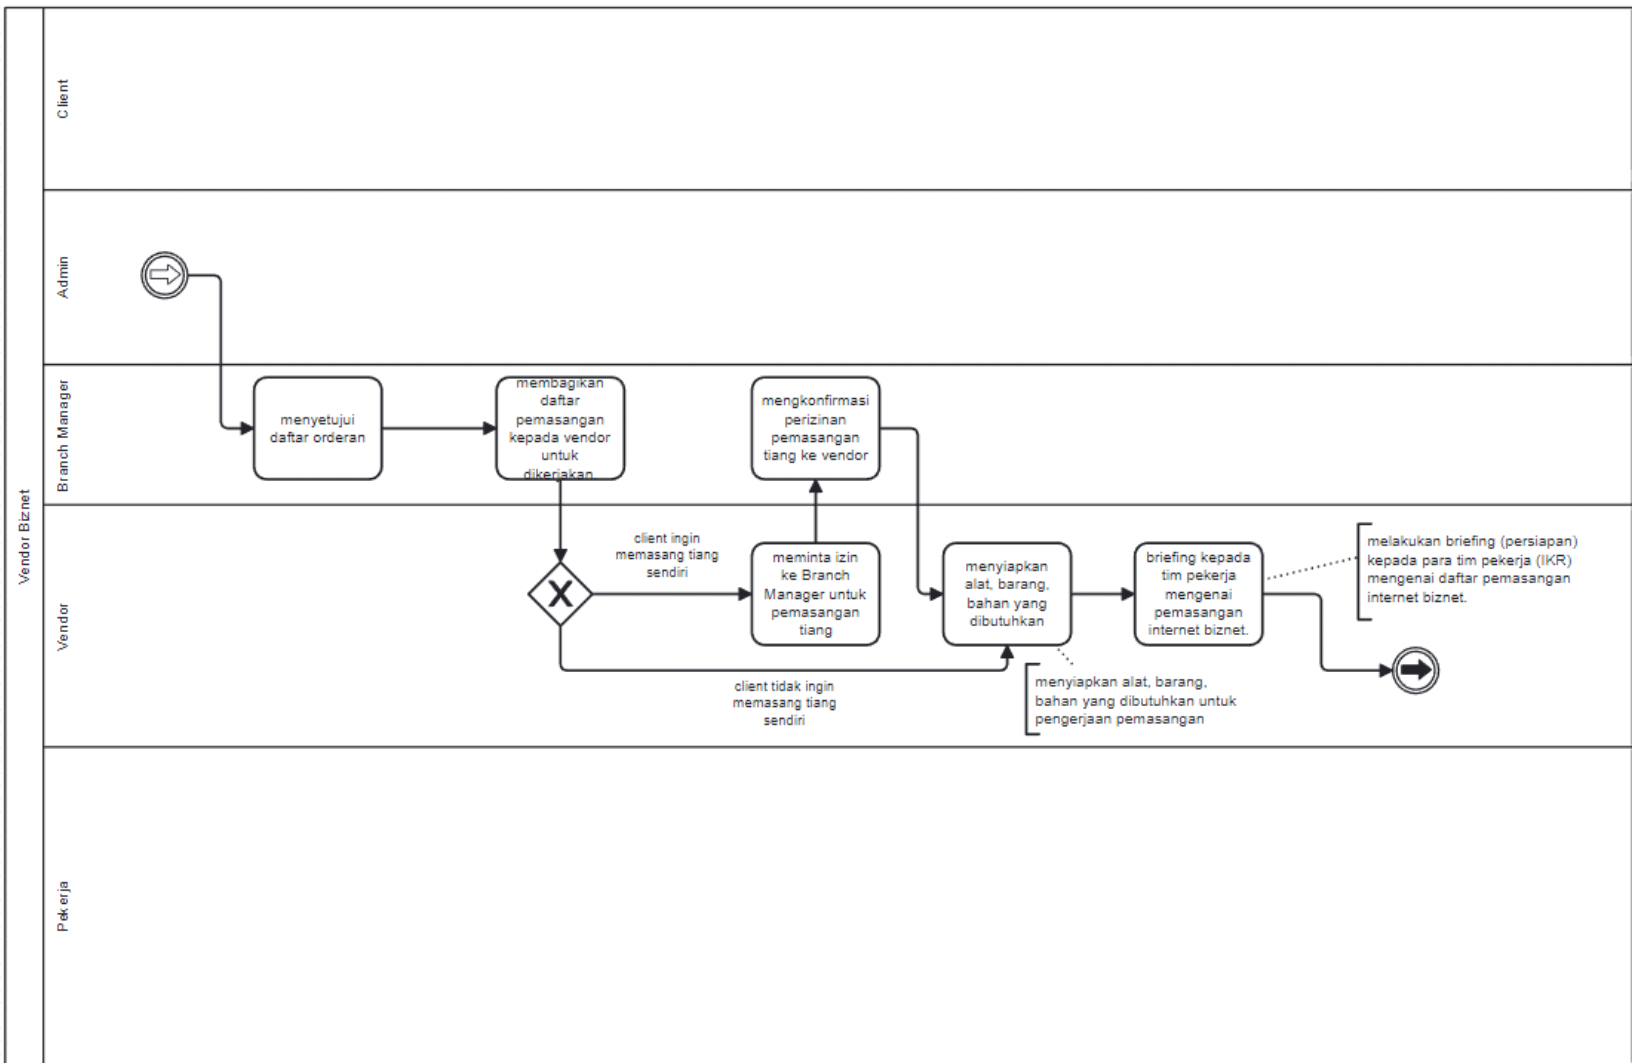 Vendor Biznet
Client
Admin
Branch Manager
menyetujui
daftar orderan
membagikan
daftar
pemasangan
kepada vendor
untuk
dikerjakan.
mengkonfirmasi
perizinan
pemasangan
tiang ke vendor
Vendor
client ingin
memasang tiang
sendiri
meminta izin
ke Branch
Manager untuk
pemasangan
tiang
menyiapkan
alat, barang,
bahan yang
dibutuhkan
briefing kepada
tim pekerja
mengenai
pemasangan
internet biznet.
melakukan briefing (persiapan)
kepada para tim pekerja (IKR)
mengenai daftar pemasangan
internet biznet.
client tidak ingin
memasang tiang
sendiri
menyiapkan alat, barang,
bahan yang dibutuhkan untuk
pengerjaan pemasangan
Pekerja